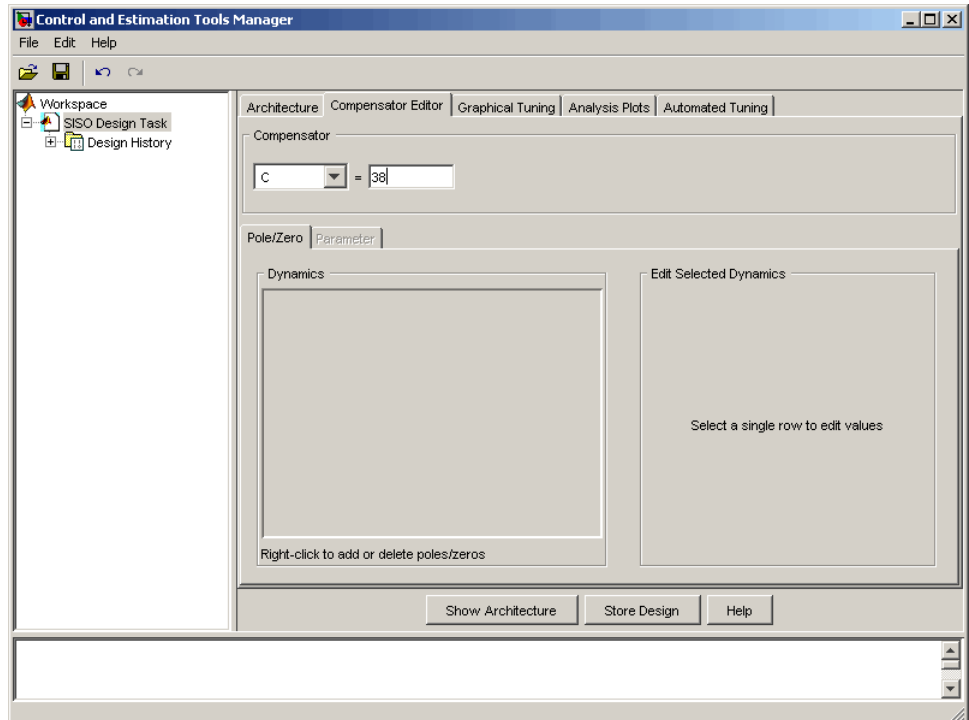 Control and Estimation Tools Manager
File Edit Help
Workspace
SISO Design Task
Design History
Architecture Compensator Editor Graphical Tuning Analysis Plots Automated Tuning
Compensator
C = 38
Pole/Zero Parameter
Dynamics
Right-click to add or delete poles/zeros
Edit Selected Dynamics
Select a single row to edit values
Show Architecture Store Design Help